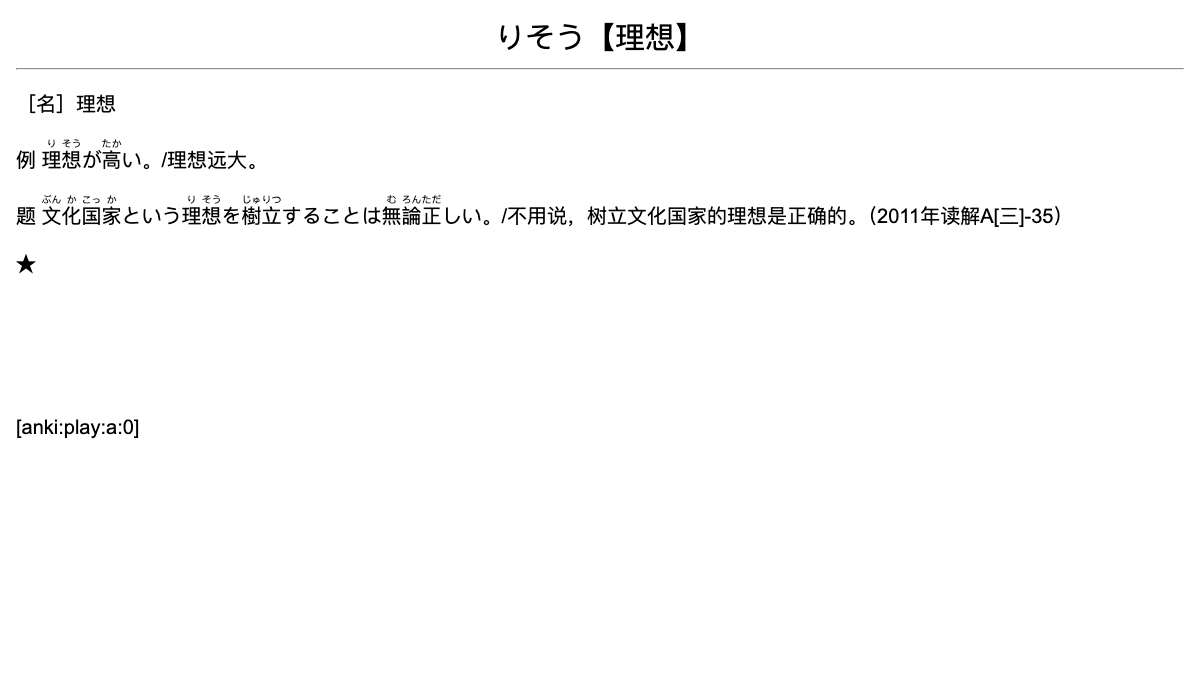 りそう【理想】
［名］理想
り そう たか
例 理想が高い。/理想远大。
ぶん か こっ か り そう じゅりつ む ろんただ
题 文化国家という理想を樹立することは無論正しい。/不用说，树立文化国家的理想是正确的。（2011年读解A[三]-35）
★
[anki:play:a:0]